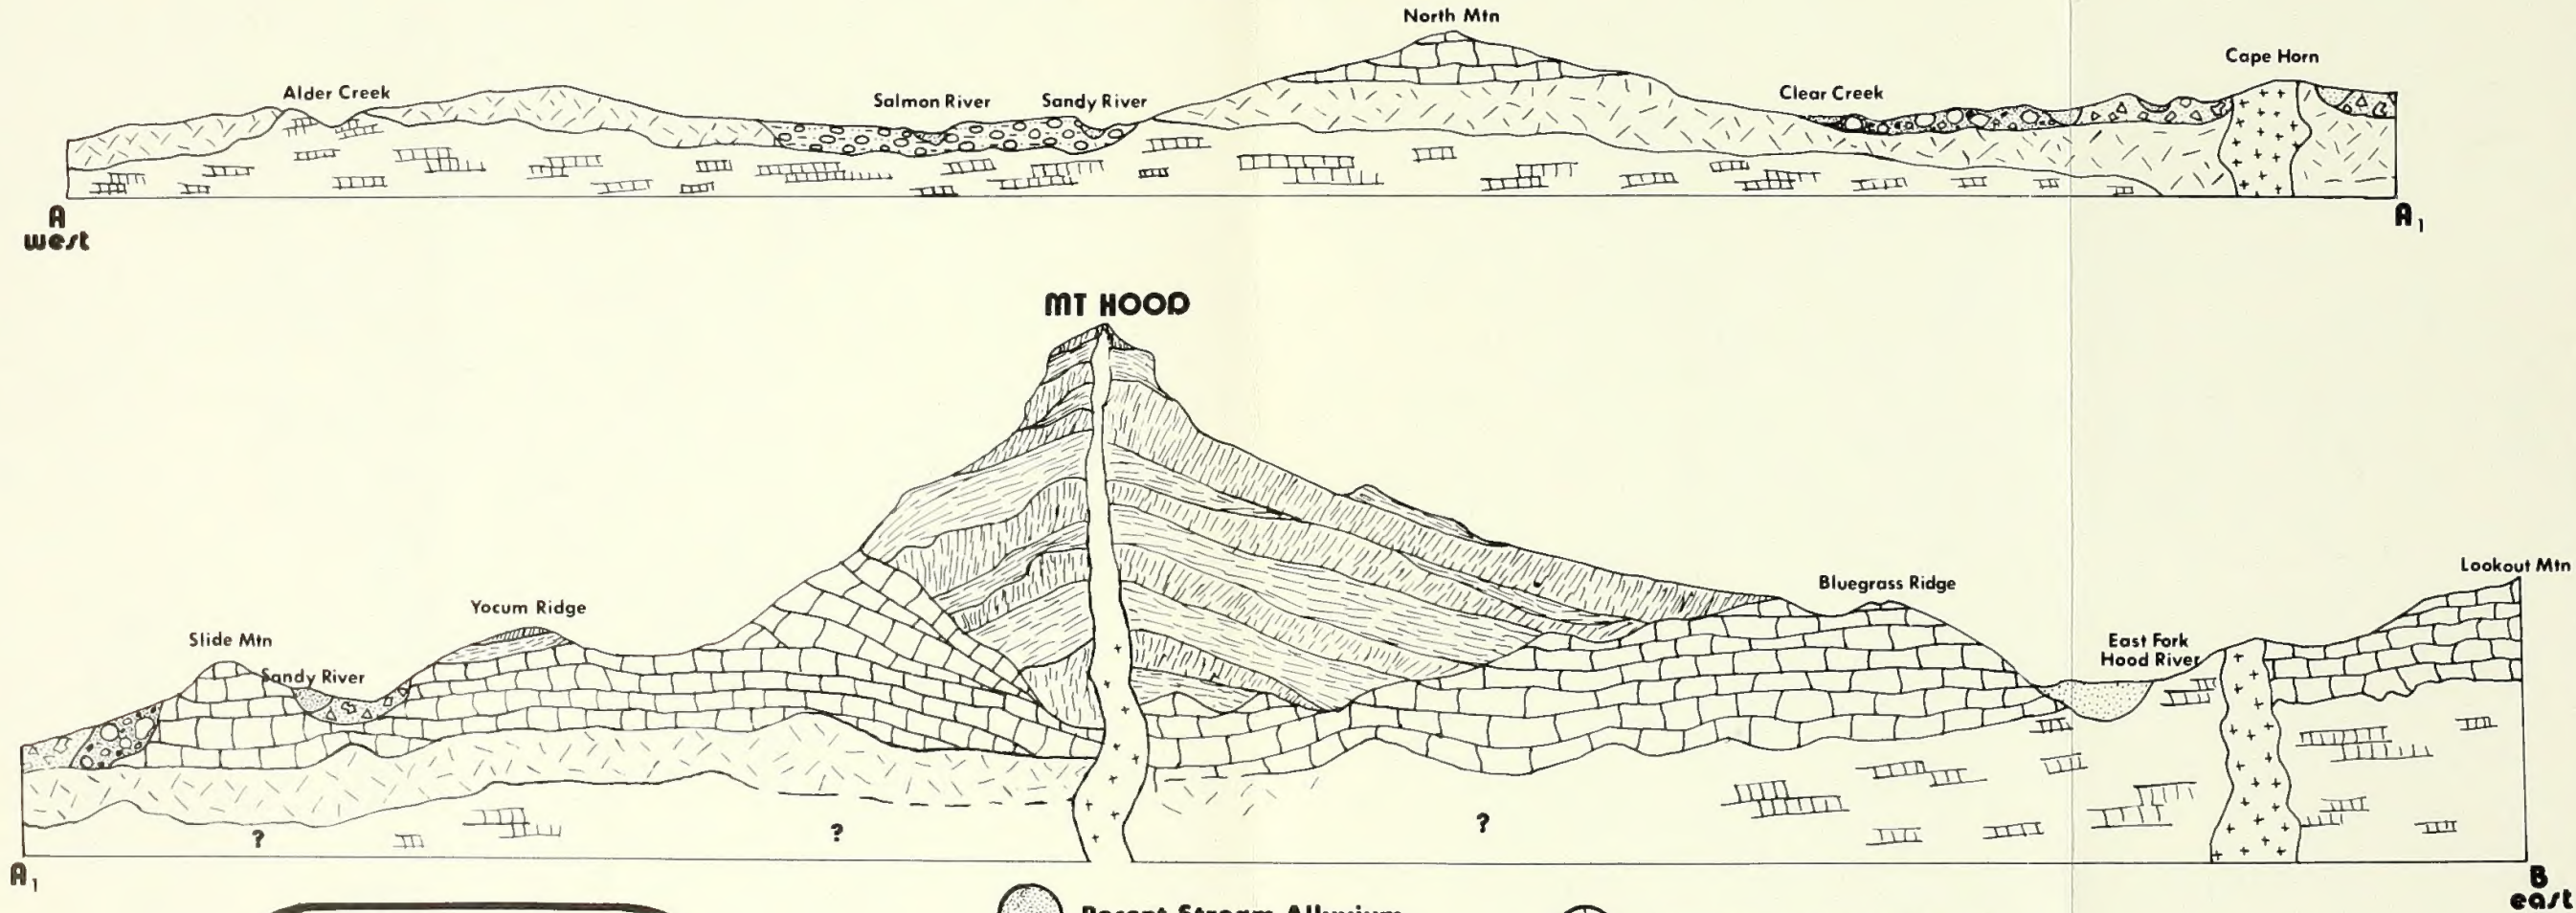 North Mtn
Cape Horn
Alder Creek
Salmon River
Sandy River
Clear Creek
A
west
A1
MT HOOD
Lookout Mtn
Bluegrass Ridge
Yocum Ridge
Slide Mtn
East Fork
Hood River
Sandy River
?
?
?
A1
B
east
Recent Stream Alluvium